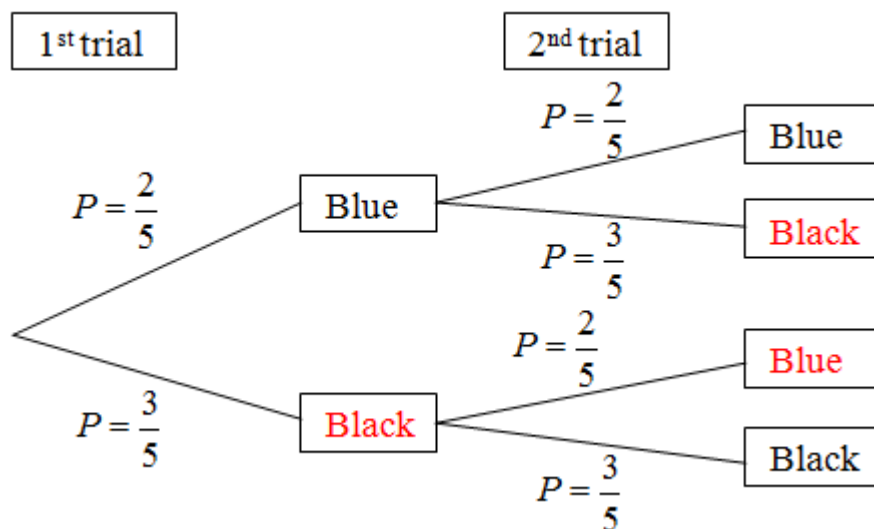 1st trial
2nd trial
P = 2/5
Blue
P = 2/5
Blue
Black
P = 3/5
P = 3/5
Black
P = 2/5
Blue
Black
P = 3/5